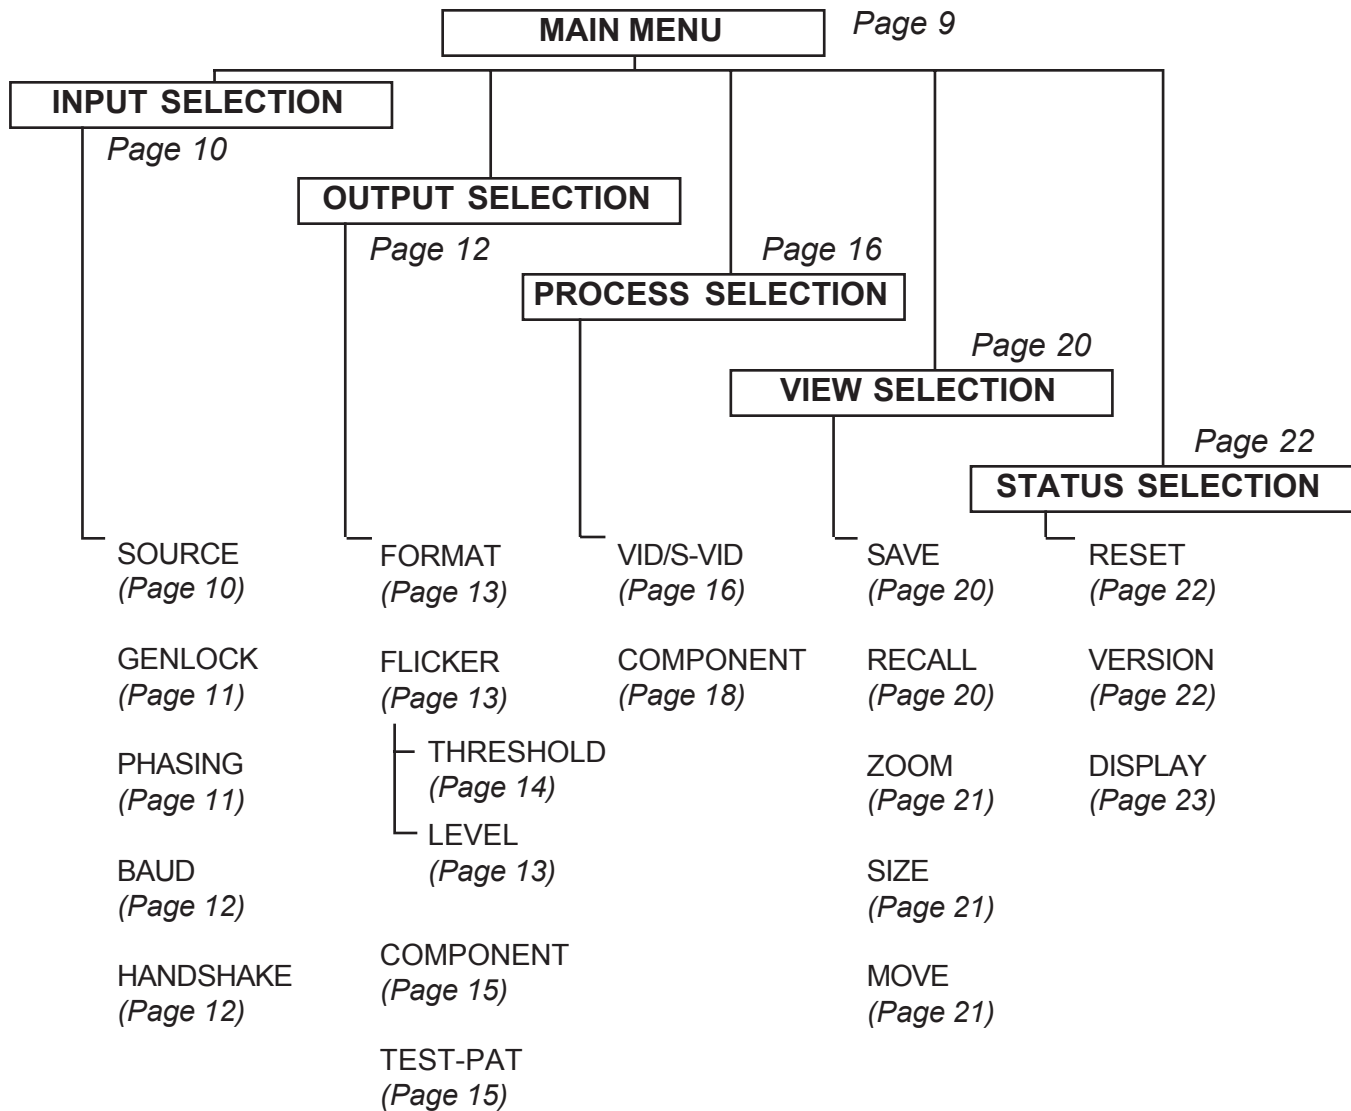 MAIN MENU
Page 9
INPUT SELECTION
Page 10
OUTPUT SELECTION
Page 12
Page 16
PROCESS SELECTION
Page 20
VIEW SELECTION
Page 22
STATUS SELECTION
SOURCE
(Page 10)
GENLOCK
(Page 11)
PHASING
(Page 11)
BAUD
(Page 12)
HANDSHAKE
(Page 12)
FORMAT
(Page 13)
FLICKER
(Page 13)
THRESHOLD
(Page 14)
LEVEL
(Page 13)
COMPONENT
(Page 15)
TEST-PAT
(Page 15)
VID/S-VID
(Page 16)
COMPONENT
(Page 18)
SAVE
(Page 20)
RECALL
(Page 20)
ZOOM
(Page 21)
SIZE
(Page 21)
MOVE
(Page 21)
RESET
(Page 22)
VERSION
(Page 22)
DISPLAY
(Page 23)